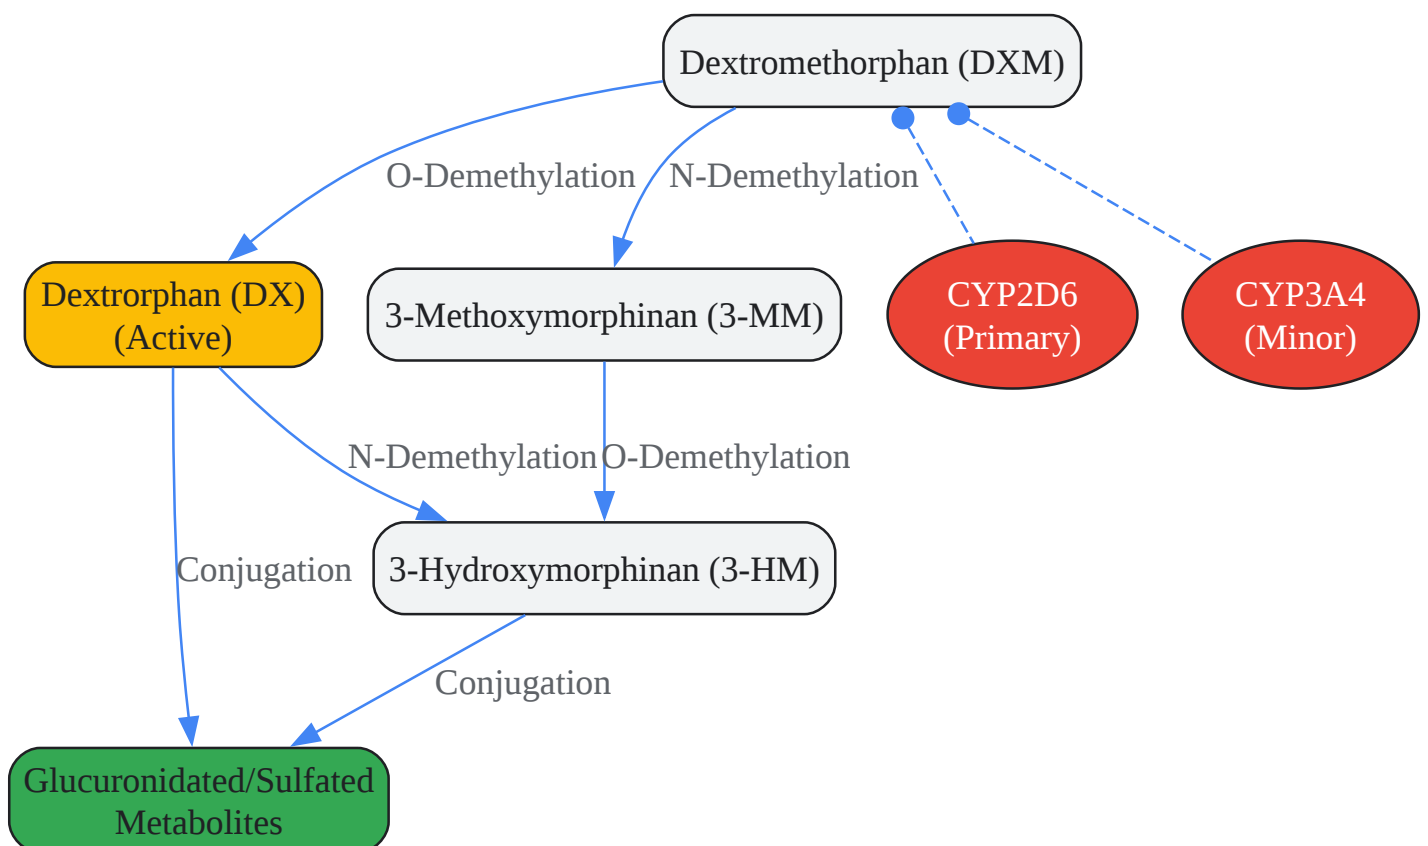 Dextromethorphan (DXM)
O-Demethylation
N-Demethylation
Dextrorphan (DX)
(Active)
3-Methoxymorphinan (3-MM)
CYP2D6
(Primary)
CYP3A4
(Minor)
N-Demethylation
O-Demethylation
Conjugation
3-Hydroxymorphinan (3-HM)
Conjugation
Glucuronidated/Sulfated
Metabolites